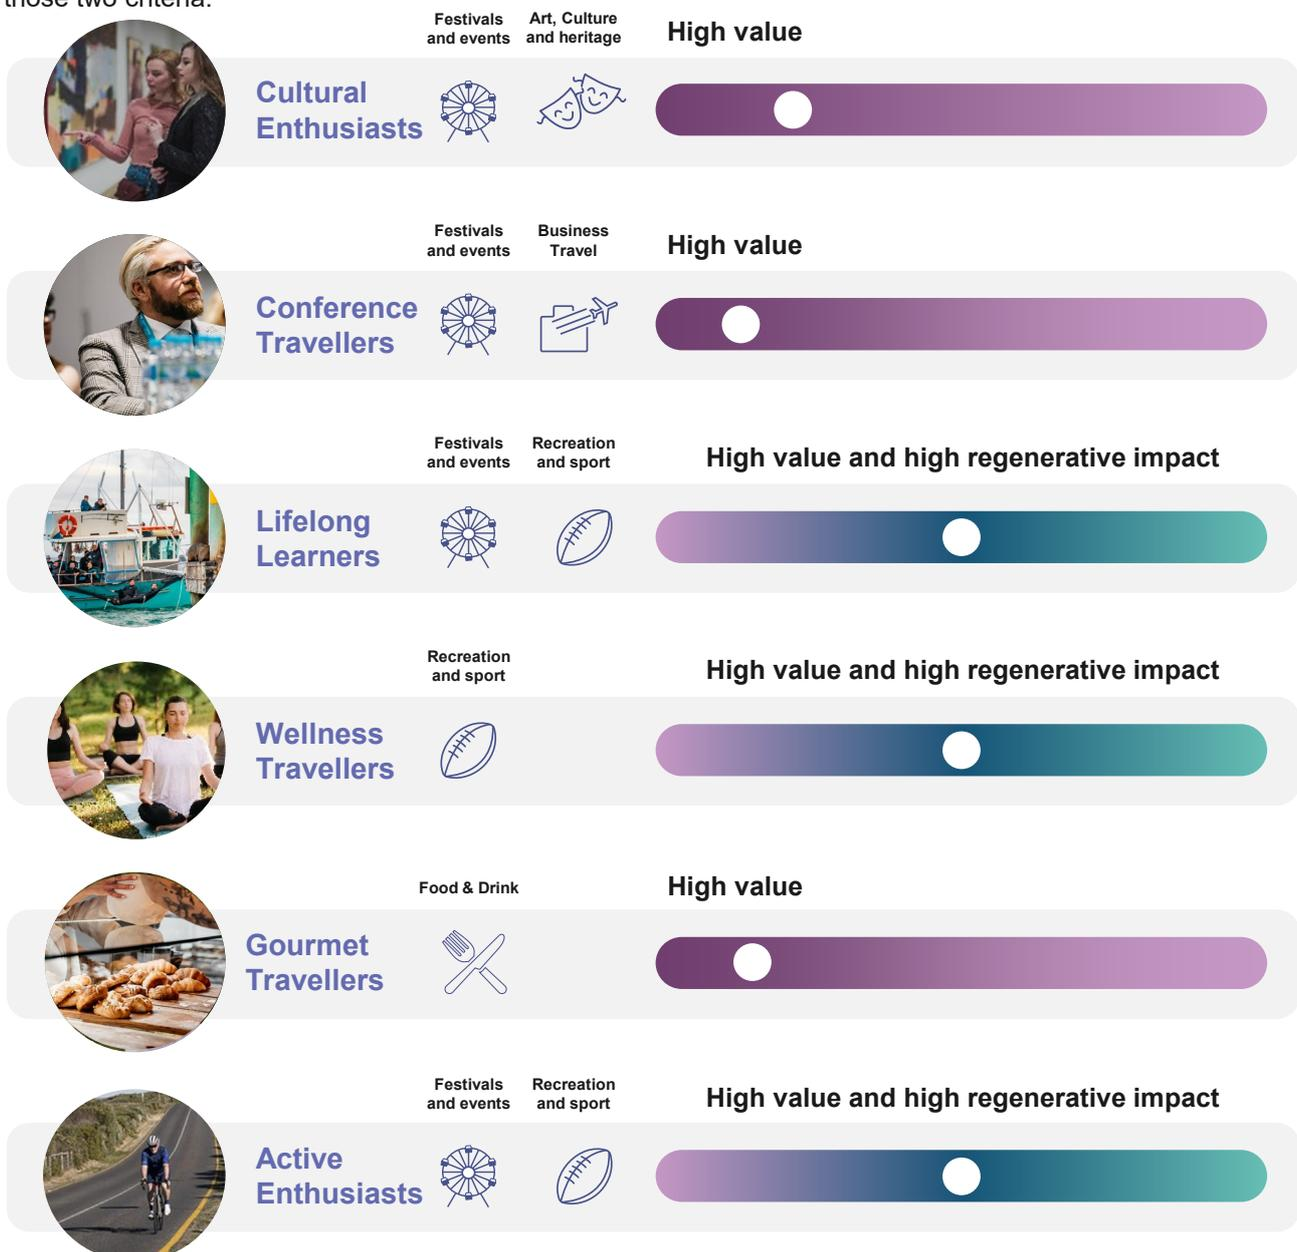 those two criteria.
Festivals
and events
Art, Culture
and heritage
High value
Cultural
Enthusiasts
Festivals
and events
Business
Travel
High value
Conference
Travellers
Festivals
and events
Recreation
and sport
High value and high regenerative impact
Lifelong
Learners
Recreation
and sport
High value and high regenerative impact
Wellness
Travellers
Food & Drink
High value
Gourmet
Travellers
Festivals
and events
Recreation
and sport
High value and high regenerative impact
Active
Enthusiasts